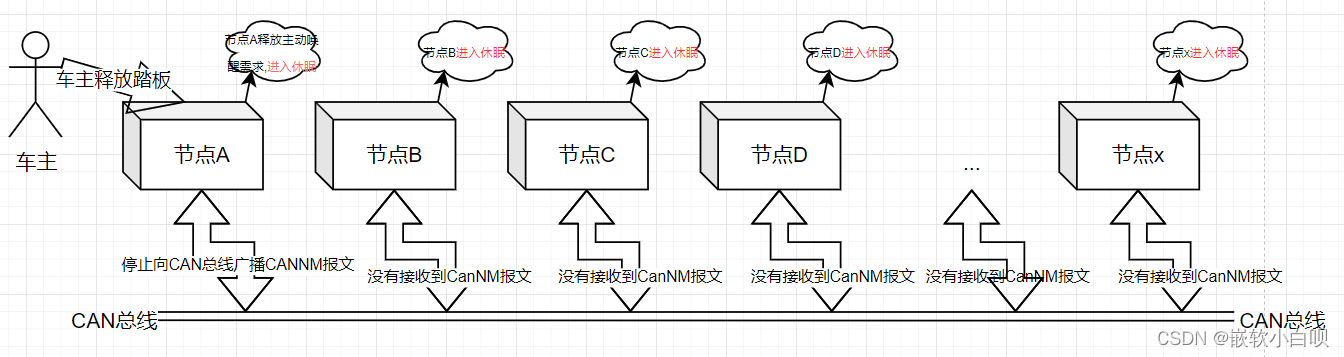 节点A释放主动唤
醒需求,进入休眠
节点B进入休眠
节点C进入休眠
节点D进入休眠
节点x进入休眠
车主释放踏板
车主
节点A
节点B
节点C
节点D
...
节点x
停止向CAN总线广播CANNM报文
没有接收到CanNM报文
没有接收到CanNM报文
没有接收到CanNM报文
没有接收到CanNM报文
没有接收到CanNM报文
CAN总线
CAN总线
CSDN @嵌软小白呗